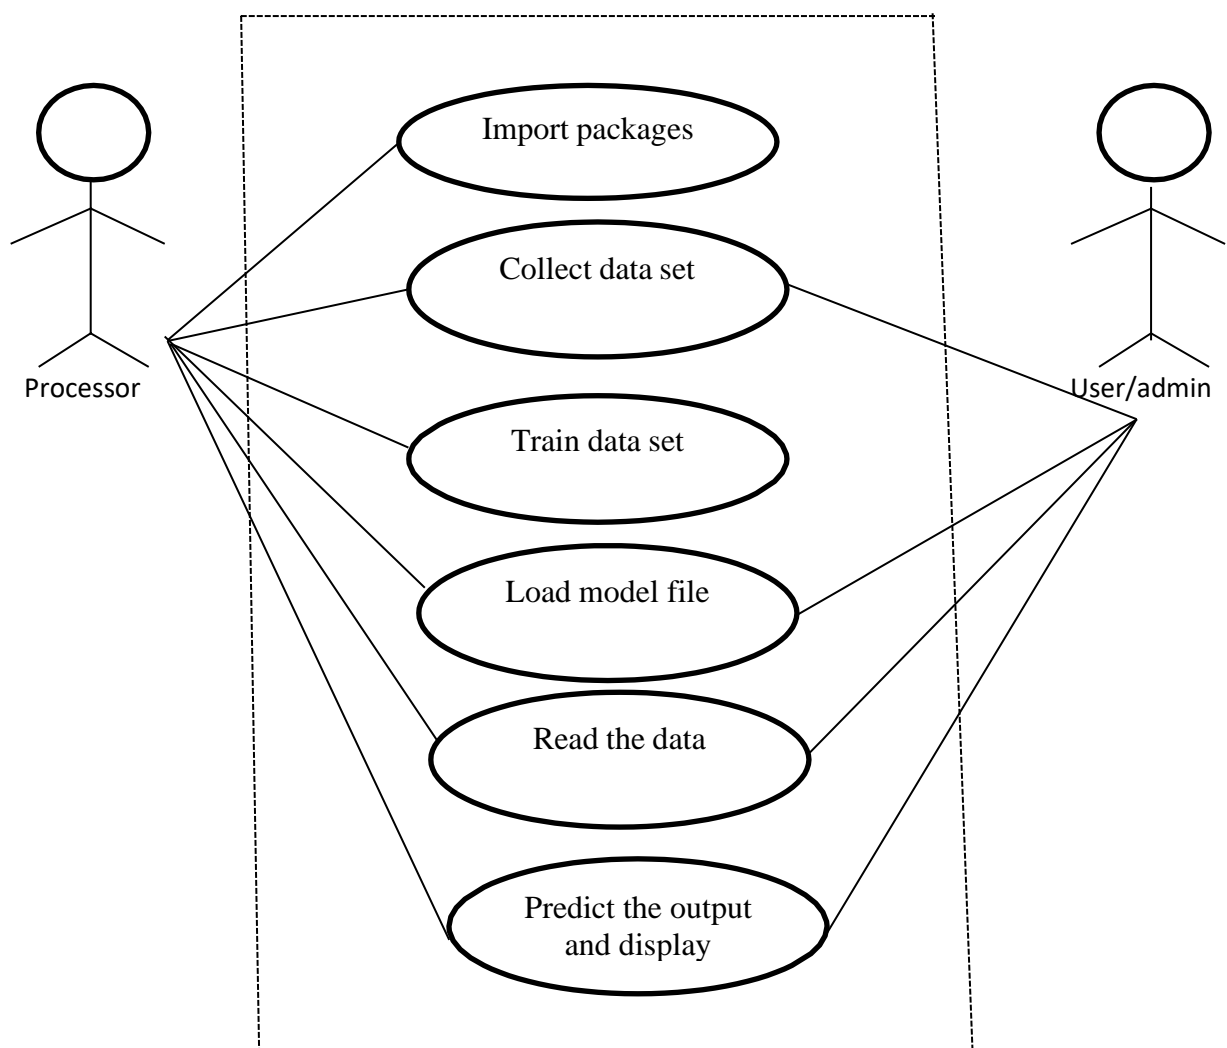 Import packages
Collect data set
Processor
User/admin
Train data set
Load model file
Read the data
Predict the output
and display